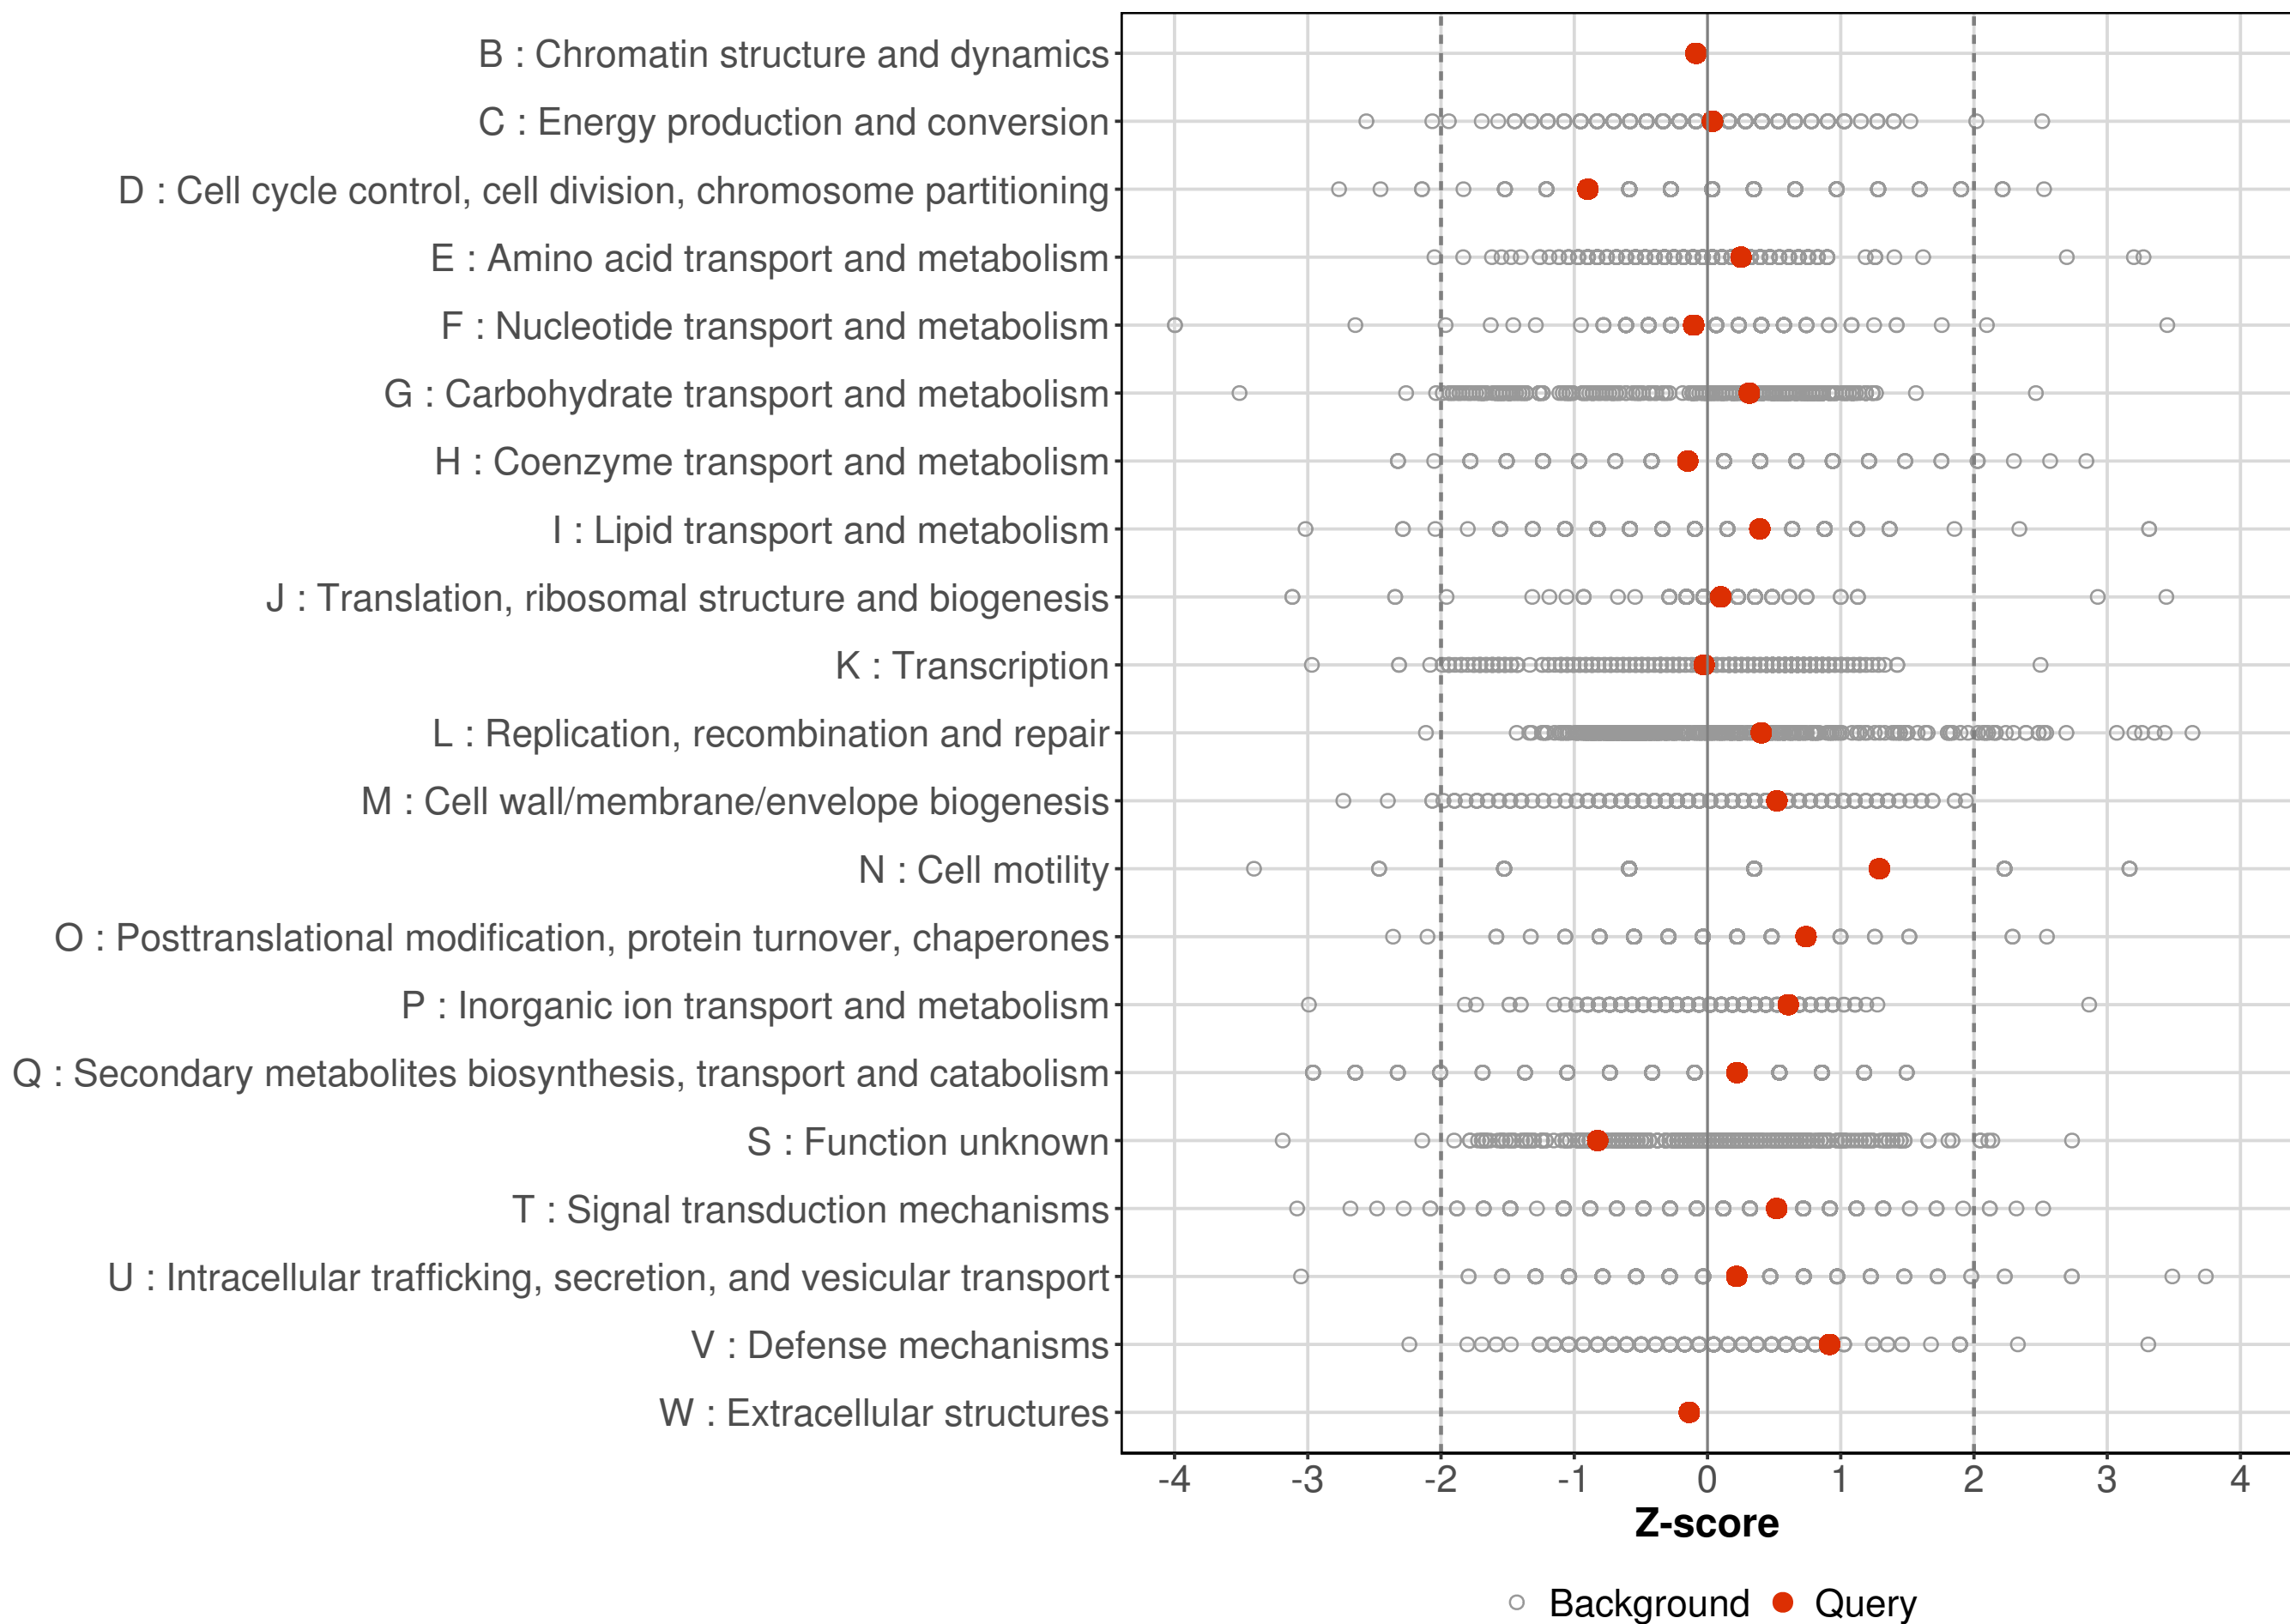 B : Chromatin structure and dynamics
C : Energy production and conversion
D : Cell cycle control, cell division, chromosome partitioning
E : Amino acid transport and metabolism
F : Nucleotide transport and metabolism
G : Carbohydrate transport and metabolism
H : Coenzyme transport and metabolism
I : Lipid transport and metabolism
J : Translation, ribosomal structure and biogenesis
K : Transcription
L : Replication, recombination and repair
M : Cell wall/membrane/envelope biogenesis
N : Cell motility
O : Posttranslational modification, protein turnover, chaperones
P : Inorganic ion transport and metabolism
Q : Secondary metabolites biosynthesis, transport and catabolism
S : Function unknown
T : Signal transduction mechanisms
U : Intracellular trafficking, secretion, and vesicular transport
V : Defense mechanisms
W : Extracellular structures
-4 -3 -2 -1 0 1 2 3 4
Z-score
Background Query